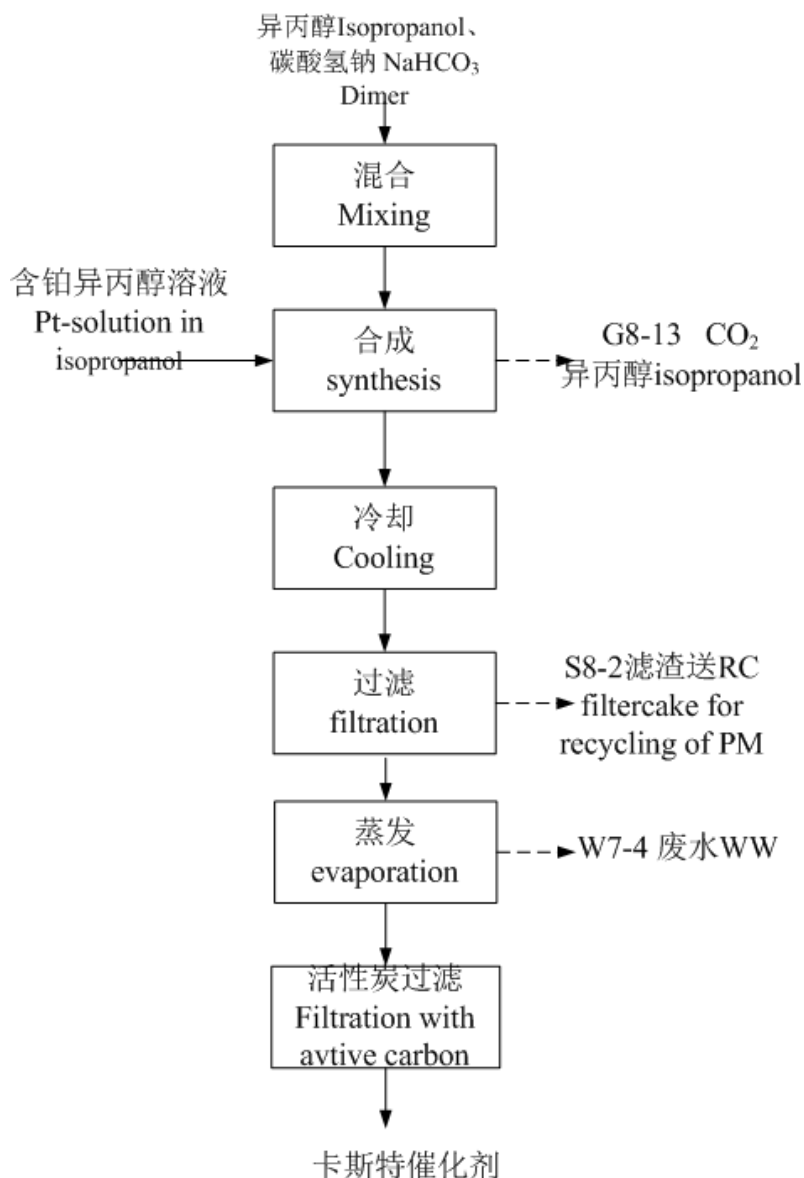 异丙醇Isopropanol、
碳酸氢钠 NaHCO₃
Dimer
混合
Mixing
含铂异丙醇溶液
Pt-solution in
isopropanol
合成
synthesis
G8-13 CO₂
异丙醇isopropanol
冷却
Cooling
过滤
filtration
S8-2滤渣送RC
filtercake for
recycling of PM
蒸发
evaporation
W7-4 废水WW
活性炭过滤
Filtration with
avtive carbon
卡斯特催化剂